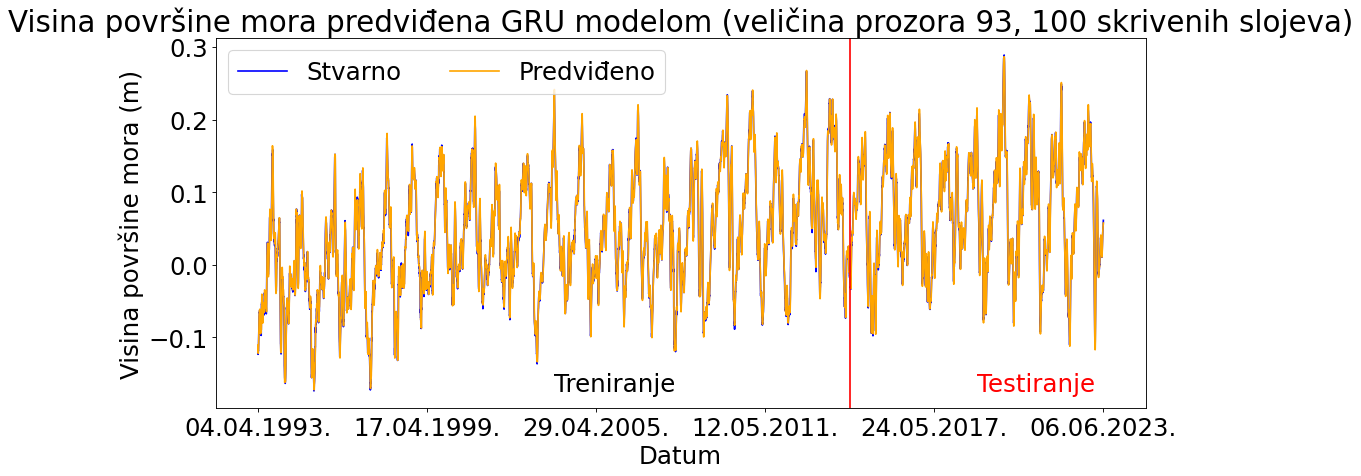 Visina površine mora predviđena GRU modelom (veličina prozora 93, 100 skrivenih slojeva)
Stvarno Predviđeno
Visina površine mora (m)
0.3
0.2
0.1
0.0
−0.1
Treniranje Testiranje
04.04.1993. 17.04.1999. 29.04.2005. 12.05.2011. 24.05.2017. 06.06.2023.
Datum